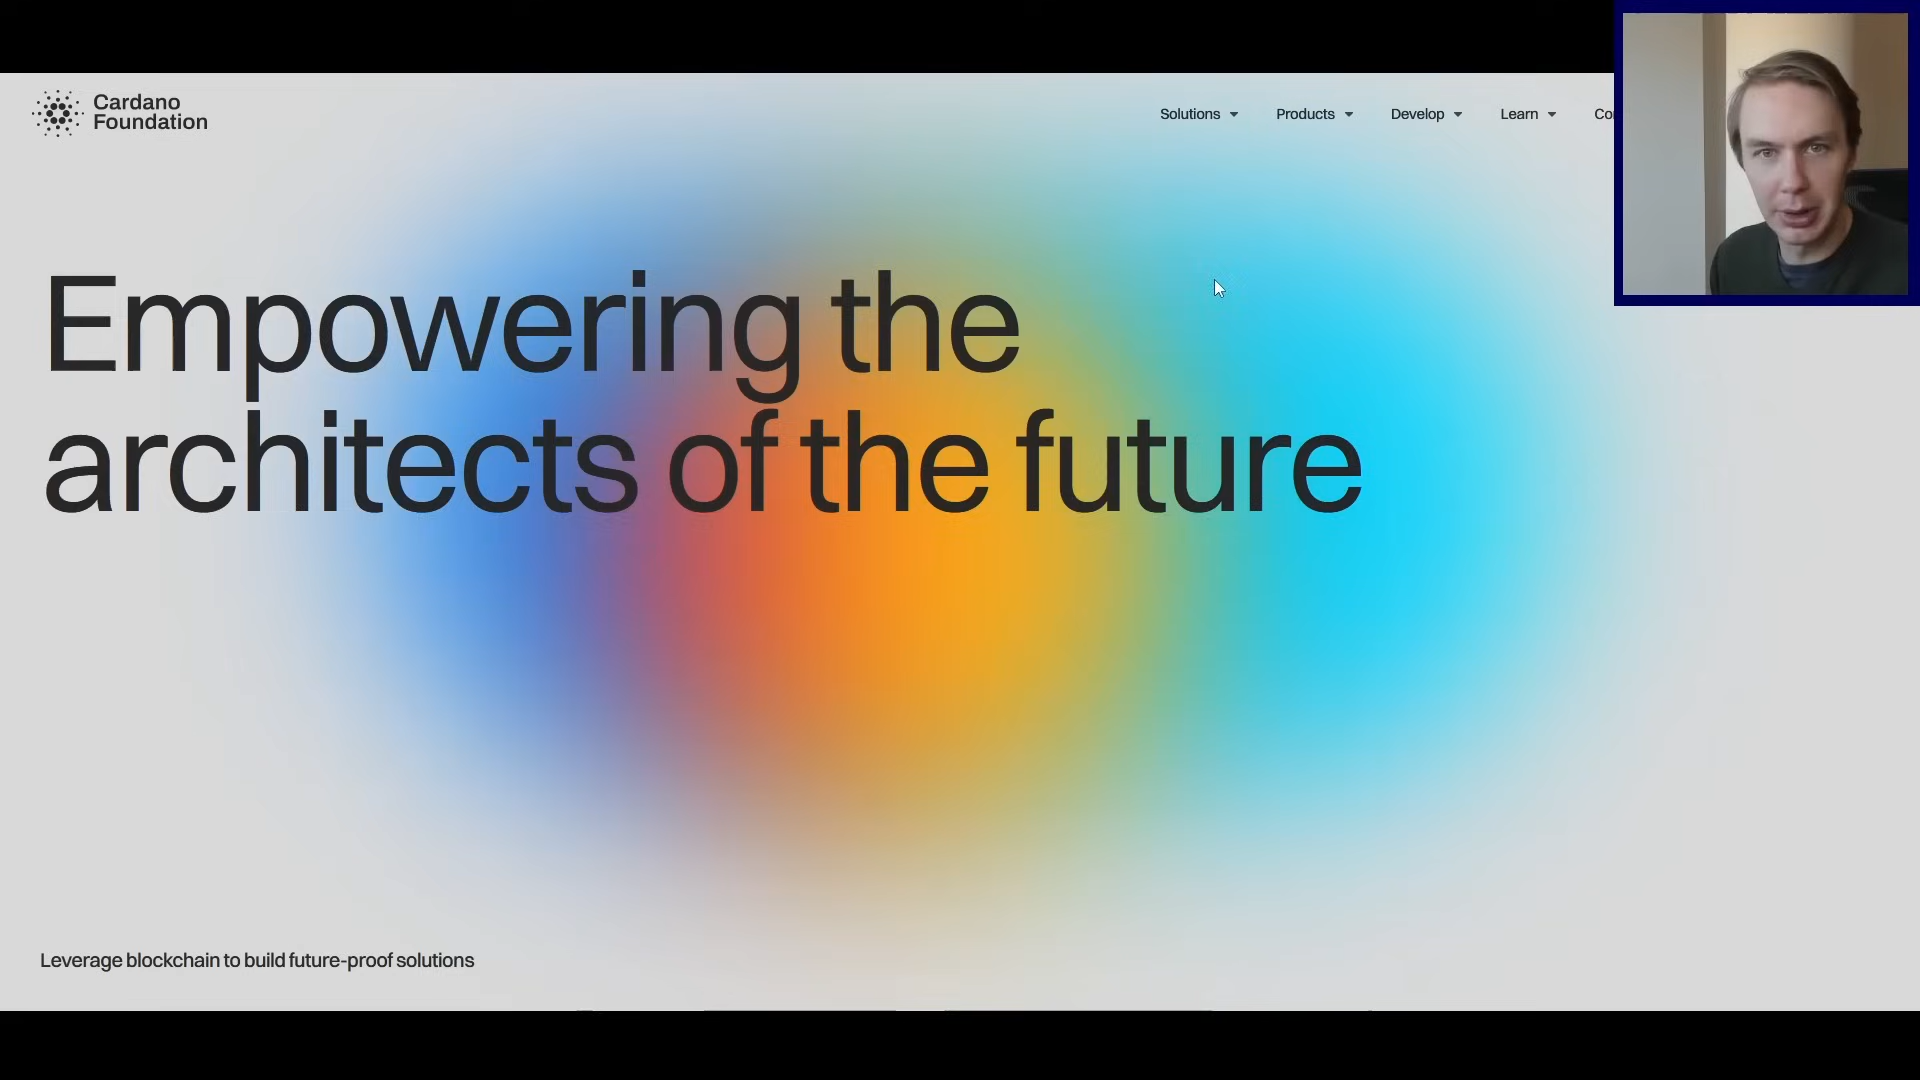 Cardano
Foundation
Solutions
Products
Develop
Learn
Empowering the
architects of the future
Leverage blockchain to build future-proof solutions